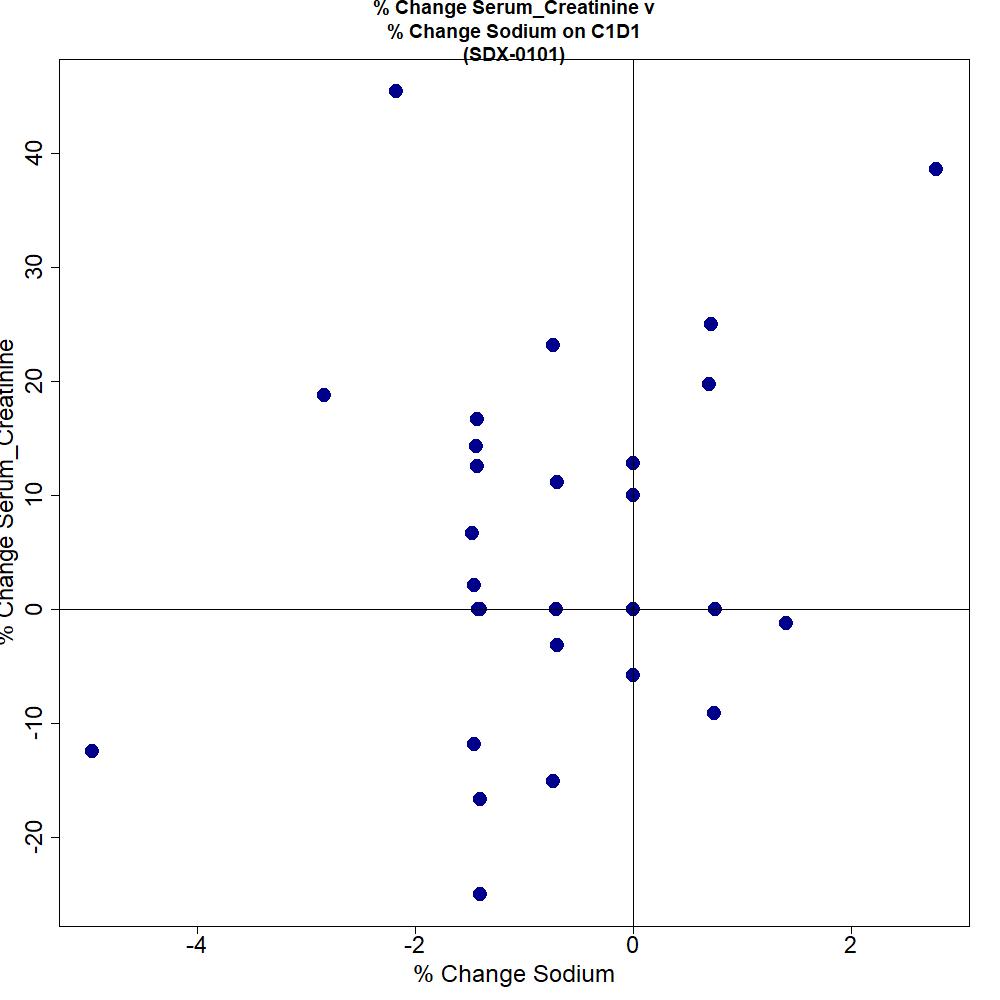 % Change Serum_Creatinine v
% Change Sodium on C1D1
(SDX-0101)
% Change Serum_Creatinine
40
30
20
10
0
-10
-20
-4
-2
0
2
% Change Sodium